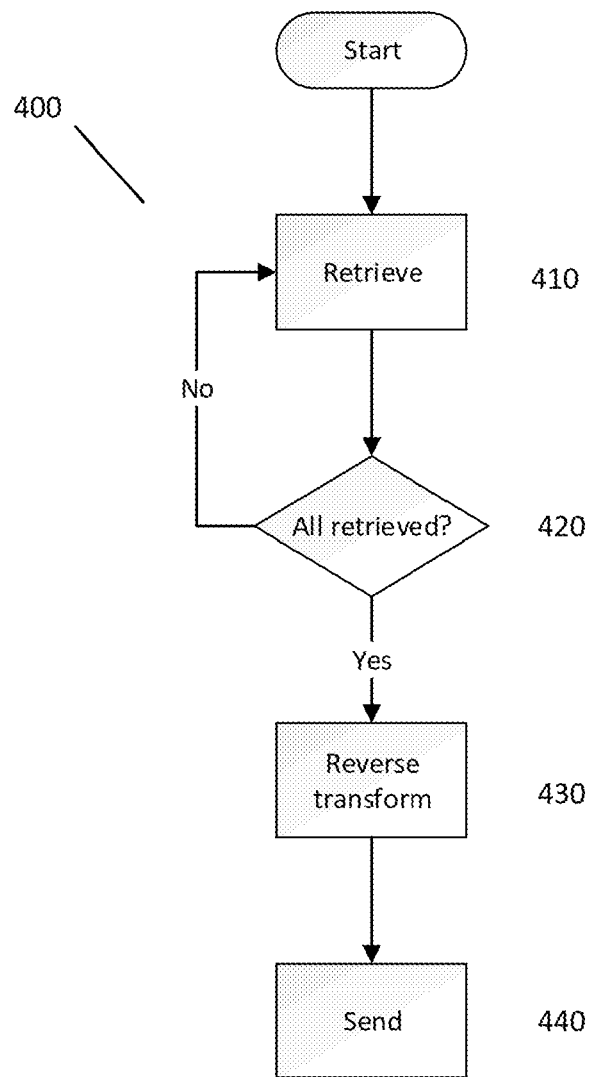 Start
400
Retrieve
410
No
All retrieved?
420
Yes
Reverse
transform
430
Send
440